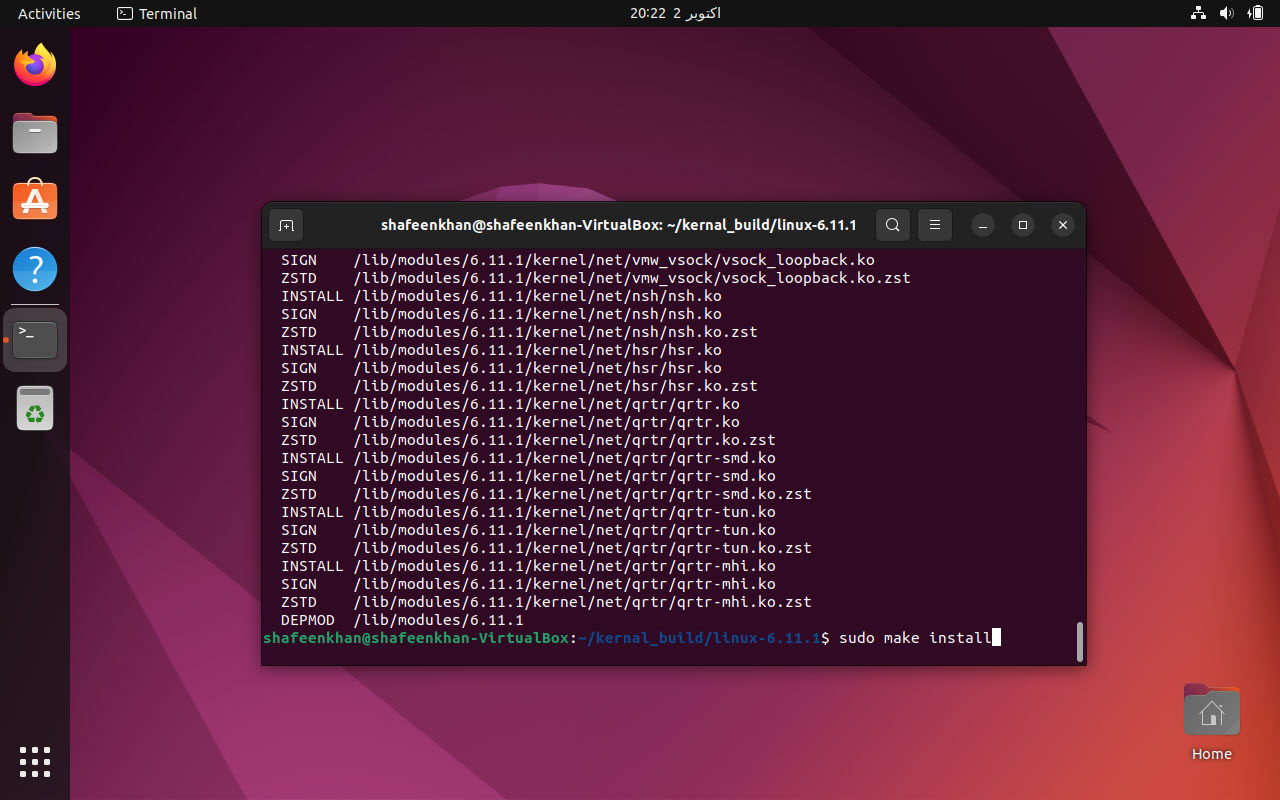 Activities
Terminal
20:22 2 اکتوبر
shafeenkhan@shafeenkhan-VirtualBox: ~/kernal_build/linux-6.11.1
SIGN /lib/modules/6.11.1/kernel/net/vmw_vsock/vsock_loopback.ko
ZSTD /lib/modules/6.11.1/kernel/net/vmw_vsock/vsock_loopback.ko.zst
INSTALL /lib/modules/6.11.1/kernel/net/nsh/nsh.ko
SIGN /lib/modules/6.11.1/kernel/net/nsh/nsh.ko
ZSTD /lib/modules/6.11.1/kernel/net/nsh/nsh.ko.zst
INSTALL /lib/modules/6.11.1/kernel/net/hsr/hsr.ko
SIGN /lib/modules/6.11.1/kernel/net/hsr/hsr.ko
ZSTD /lib/modules/6.11.1/kernel/net/hsr/hsr.ko.zst
INSTALL /lib/modules/6.11.1/kernel/net/qrtr/qrtr.ko
SIGN /lib/modules/6.11.1/kernel/net/qrtr/qrtr.ko
ZSTD /lib/modules/6.11.1/kernel/net/qrtr/qrtr.ko.zst
INSTALL /lib/modules/6.11.1/kernel/net/qrtr/qrtr-smd.ko
SIGN /lib/modules/6.11.1/kernel/net/qrtr/qrtr-smd.ko
ZSTD /lib/modules/6.11.1/kernel/net/qrtr/qrtr-smd.ko.zst
INSTALL /lib/modules/6.11.1/kernel/net/qrtr/qrtr-tun.ko
SIGN /lib/modules/6.11.1/kernel/net/qrtr/qrtr-tun.ko
ZSTD /lib/modules/6.11.1/kernel/net/qrtr/qrtr-tun.ko.zst
INSTALL /lib/modules/6.11.1/kernel/net/qrtr/qrtr-mhi.ko
SIGN /lib/modules/6.11.1/kernel/net/qrtr/qrtr-mhi.ko
ZSTD /lib/modules/6.11.1/kernel/net/qrtr/qrtr-mhi.ko.zst
DEPMOD /lib/modules/6.11.1
shafeenkhan@shafeenkhan-VirtualBox:~/kernal_build/linux-6.11.1$ sudo make install
Home